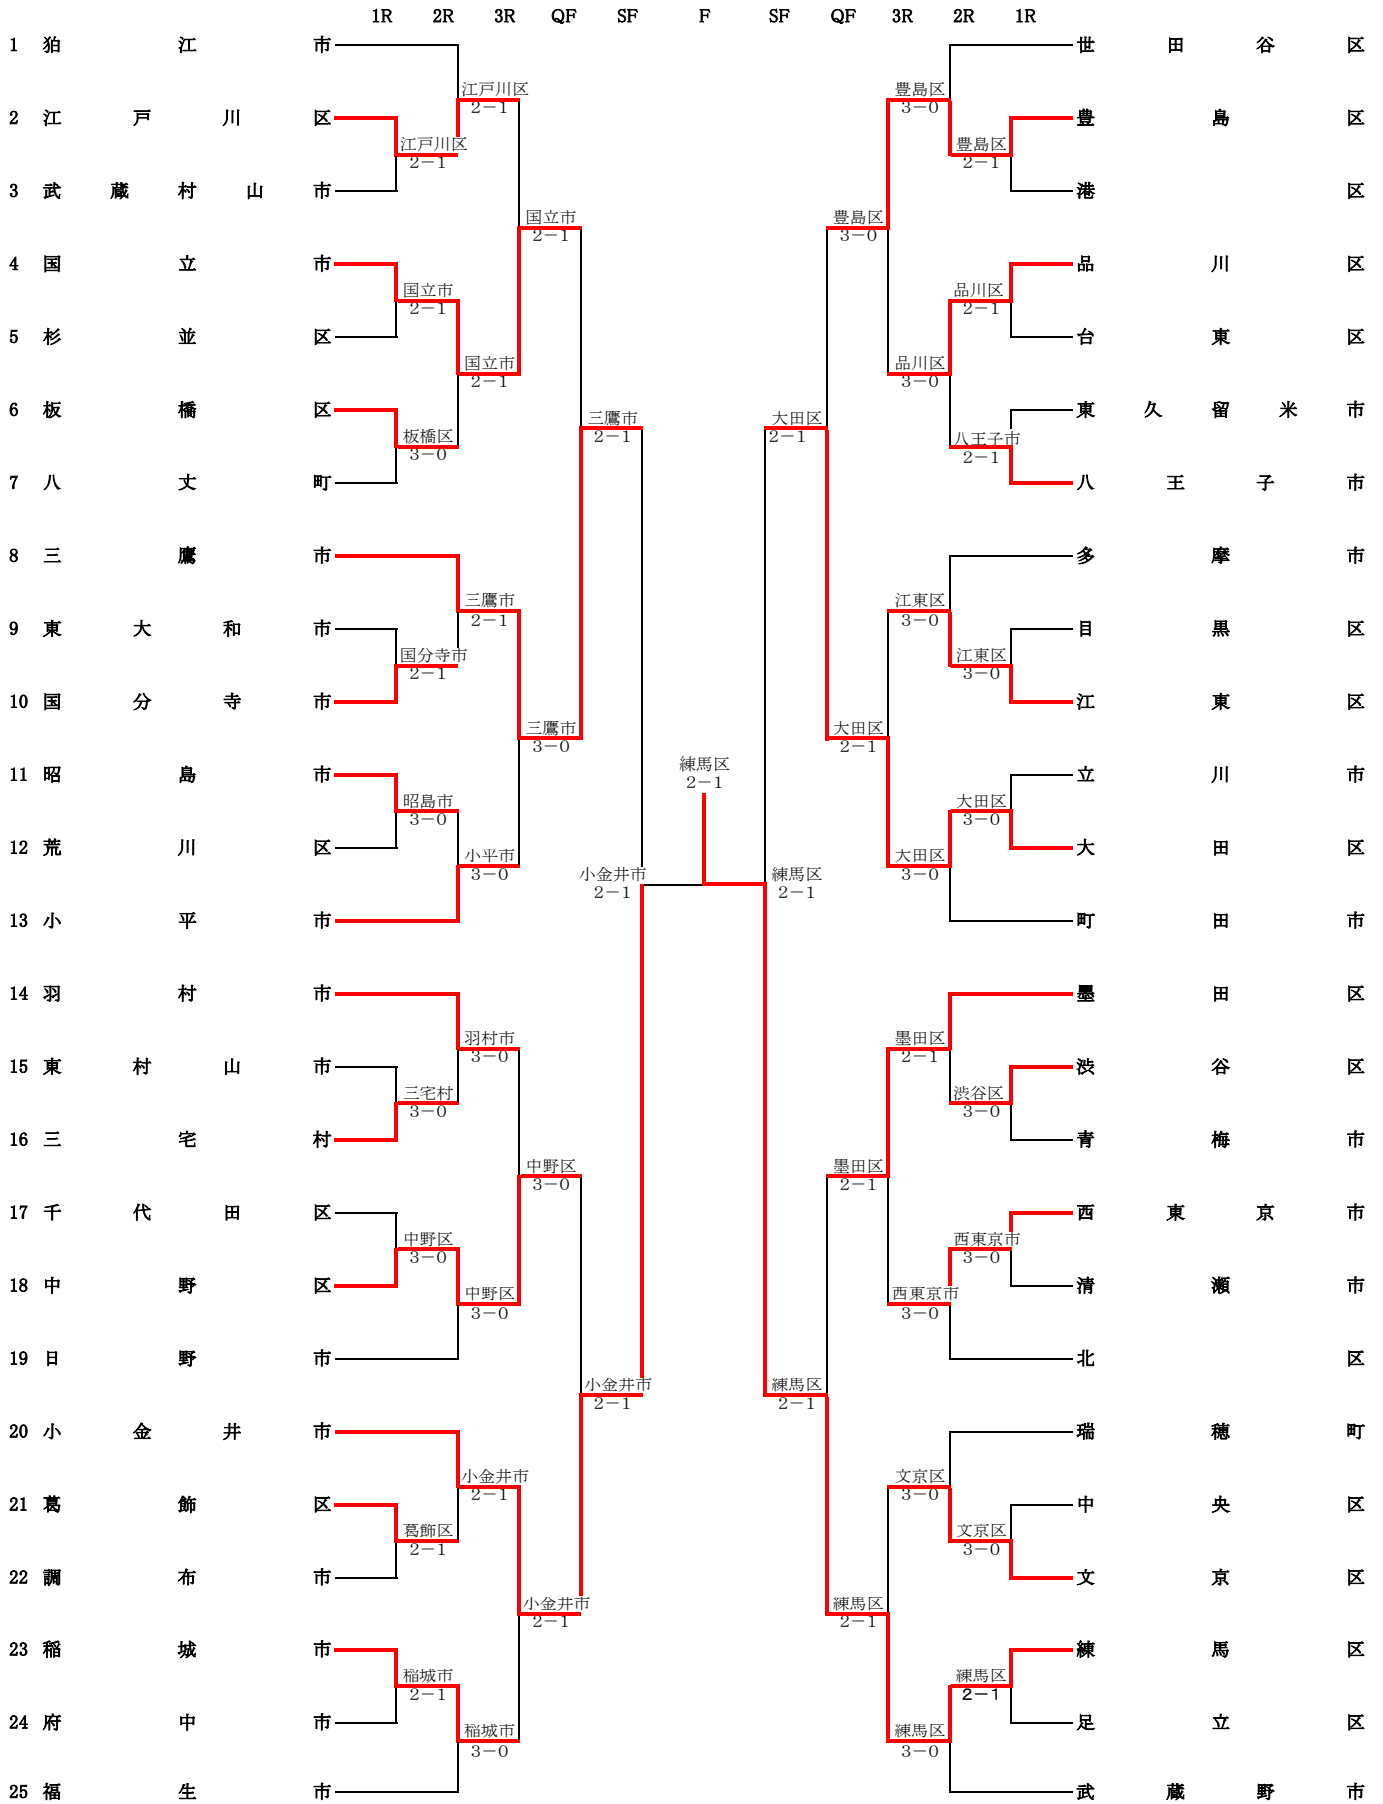 1R 2R 3R QF SF F SF QF 3R 2R 1R
1 狛江市 世田谷区
江戸川区 豊島区
2－1 3－0
2 江戸川区 豊島区
江戸川区 豊島区
2－1 2－1
3 武蔵村山市 港区
国立市 豊島区
2－1 3－0
4 国立市 品川区
国立市 品川区
2－1 2－1
5 杉並区 台東区
国立市 品川区
2－1 3－0
6 板橋区 東久留米市
三鷹市 大田区
2－1 2－1
板橋区 八王子市
3－0 2－1
7 八丈町 八王子市
8 三鷹市 多摩市
三鷹市 江東区
2－1 3－0
9 東大和市 目黒区
国分寺市 江東区
2－1 3－0
10 国分寺市 江東区
三鷹市 大田区
3－0 2－1
練馬区
2－1
11 昭島市 立川市
昭島市 大田区
3－0 3－0
12 荒川区 大田区
小平市 大田区
3－0 3－0
小金井市 練馬区
2－1 2－1
13 小平市 町田市
14 羽村市 墨田区
羽村市 墨田区
3－0 2－1
15 東村山市 渋谷区
三宅村 渋谷区
3－0 3－0
16 三宅村 青梅市
中野区 墨田区
3－0 2－1
17 千代田区 西東京市
中野区 西東京市
3－0 3－0
18 中野区 清瀬市
中野区 西東京市
3－0 3－0
19 日野市 北区
小金井市 練馬区
2－1 2－1
20 小金井市 瑞穂町
小金井市 文京区
2－1 3－0
21 葛飾区 中央区
葛飾区 文京区
2－1 3－0
22 調布市 文京区
小金井市 練馬区
2－1 2－1
23 稲城市 練馬区
稲城市 練馬区
2－1 2－1
24 府中市 足立区
稲城市 練馬区
3－0 3－0
25 福生市 武蔵野市